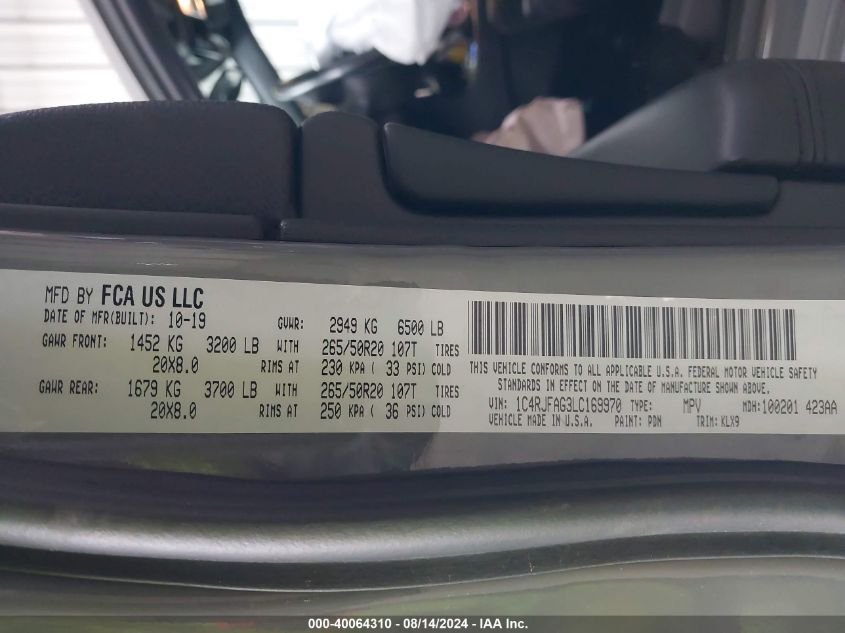 MFD BY FCA US LLC
DATE OF MFR(BUILT): 10-19 GVWR: 2949 KG 6500 LB
GAWR FRONT: 1452 KG 3200 LB WITH 265/50R20 107T TIRES
20X8.0 RIMS AT 230 KPA ( 33 PSI) COLD
GAWR REAR: 1679 KG 3700 LB WITH 265/50R20 107T TIRES
20X8.0 RIMS AT 250 KPA ( 36 PSI) COLD
THIS VEHICLE CONFORMS TO ALL APPLICABLE U.S.A. FEDERAL MOTOR VEHICLE SAFETY
STANDARDS IN EFFECT ON THE DATE OF MANUFACTURE SHOWN ABOVE.
VIN: 1C4RJFAG3LC169970 TYPE: MPV MDH:100201 423AA
VEHICLE MADE IN U.S.A. PAINT: PDN TRIM: KLX9
000-40064310 - 08/14/2024 - IAA Inc.